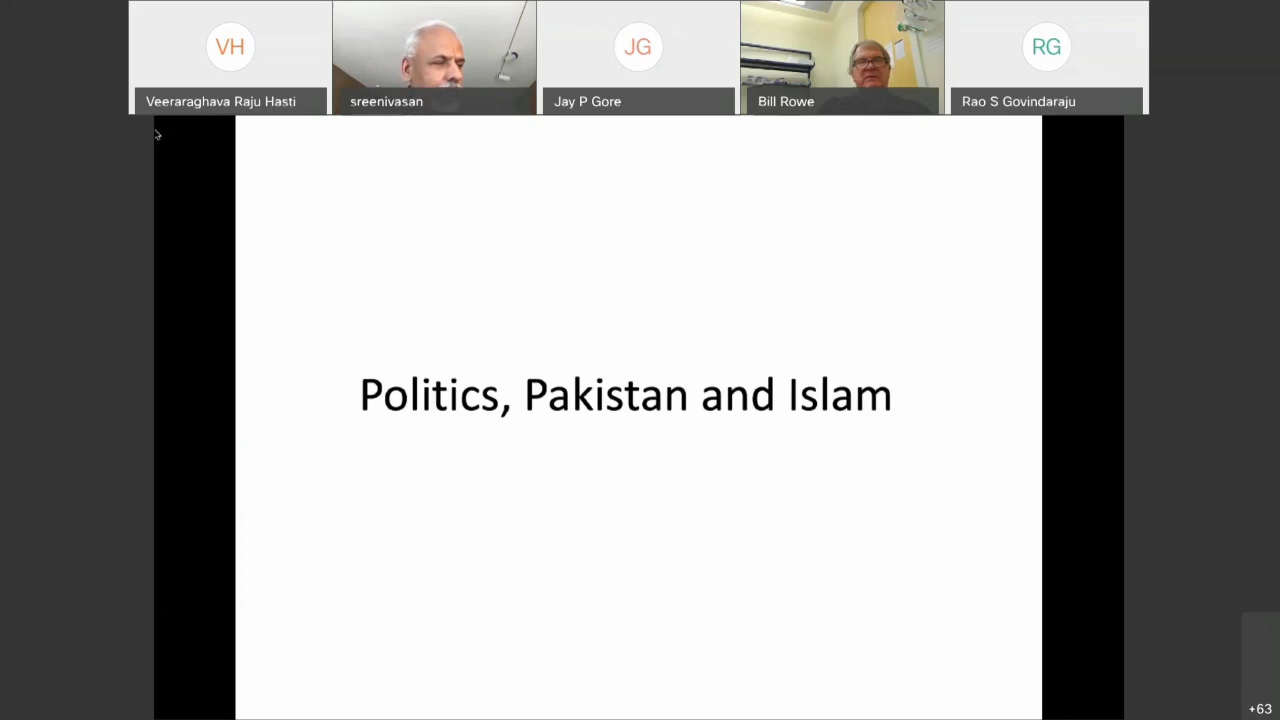 VH
JG
RG
Veeraraghava Raju Hasti
sreenivasan
Jay P Gore
Bill Rowe
Rao S Govindaraju
Politics, Pakistan and Islam
+63